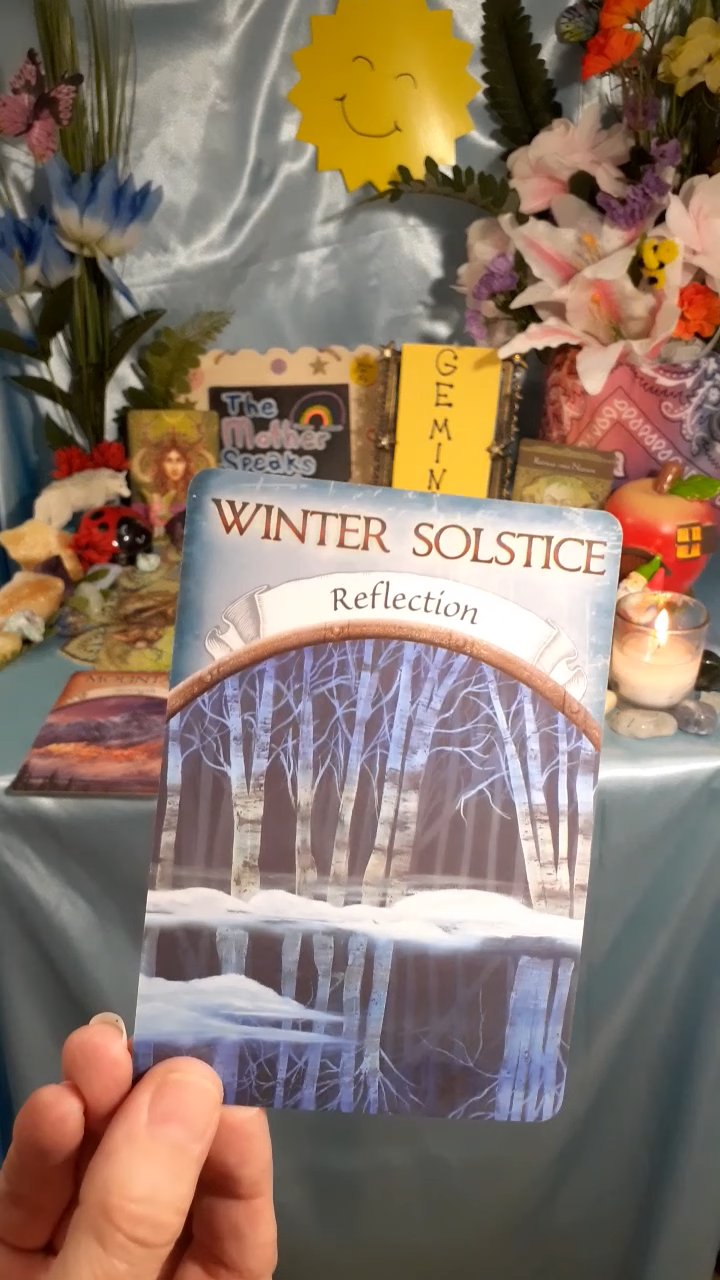 The
Mother
Speaks
GEMIN
WINTER SOLSTICE
Reflection